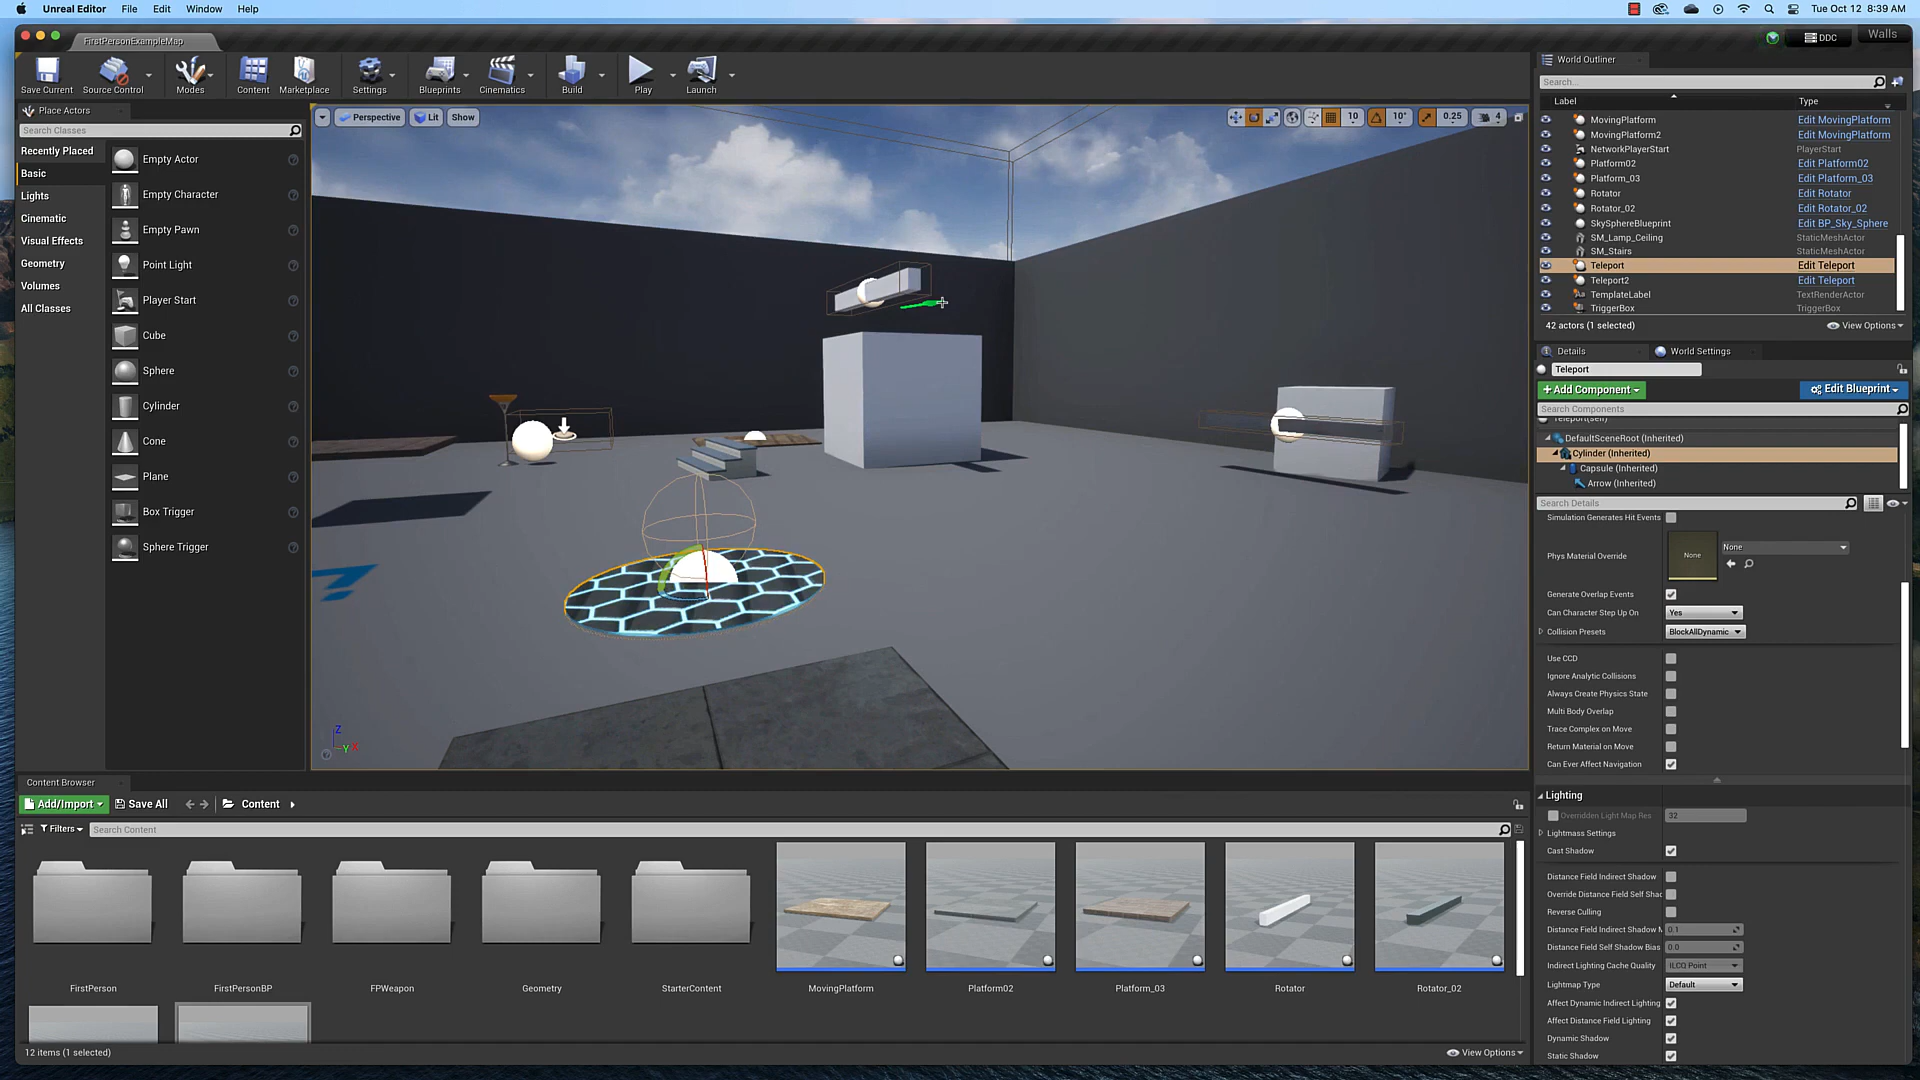 Unreal Editor File Edit Window Help
Tue Oct 12 8:39 AM
FirstPersonExampleMap
DDC
Walls
Save Current
Source Control
Modes
Content
Marketplace
Settings
Blueprints
Cinematics
Build
Play
Launch
Place Actors
Search Classes
Recently Placed
Basic
Lights
Cinematic
Visual Effects
Geometry
Volumes
All Classes
Empty Actor
Empty Character
Empty Pawn
Point Light
Player Start
Cube
Sphere
Cylinder
Cone
Plane
Box Trigger
Sphere Trigger
Perspective
Lit
Show
10
10°
0.25
4
Z
Y
X
World Outliner
Search...
Label
Type
MovingPlatform Edit MovingPlatform
MovingPlatform2 Edit MovingPlatform
NetworkPlayerStart PlayerStart
Platform02 Edit Platform02
Platform_03 Edit Platform_03
Rotator Edit Rotator
Rotator_02 Edit Rotator_02
SkySphereBlueprint Edit BP_Sky_Sphere
SM_Lamp_Ceiling StaticMeshActor
SM_Stairs StaticMeshActor
Teleport Edit Teleport
Teleport2 Edit Teleport
TemplateLabel TextRenderActor
TriggerBox TriggerBox
42 actors (1 selected)
View Options
Details
World Settings
Teleport
+Add Component
Edit Blueprint
Search Components
Teleport(self)
DefaultSceneRoot (Inherited)
Cylinder (Inherited)
Capsule (Inherited)
Arrow (Inherited)
Search Details
Simulation Generates Hit Events
Phys Material Override
None
None
Generate Overlap Events
Can Character Step Up On
Yes
Collision Presets
BlockAllDynamic
Use CCD
Ignore Analytic Collisions
Always Create Physics State
Multi Body Overlap
Trace Complex on Move
Return Material on Move
Can Ever Affect Navigation
Lighting
Overridden Light Map Res
32
Lightmass Settings
Cast Shadow
Distance Field Indirect Shadow
Override Distance Field Self Shad
Reverse Culling
Distance Field Indirect Shadow M
0.1
Distance Field Self Shadow Bias
0.0
Indirect Lighting Cache Quality
ILCQ Point
Lightmap Type
Default
Affect Dynamic Indirect Lighting
Affect Distance Field Lighting
Dynamic Shadow
Static Shadow
Content Browser
Add/Import
Save All
Content
Filters
Search Content
FirstPerson
FirstPersonBP
FPWeapon
Geometry
StarterContent
MovingPlatform
Platform02
Platform_03
Rotator
Rotator_02
12 items (1 selected)
View Options